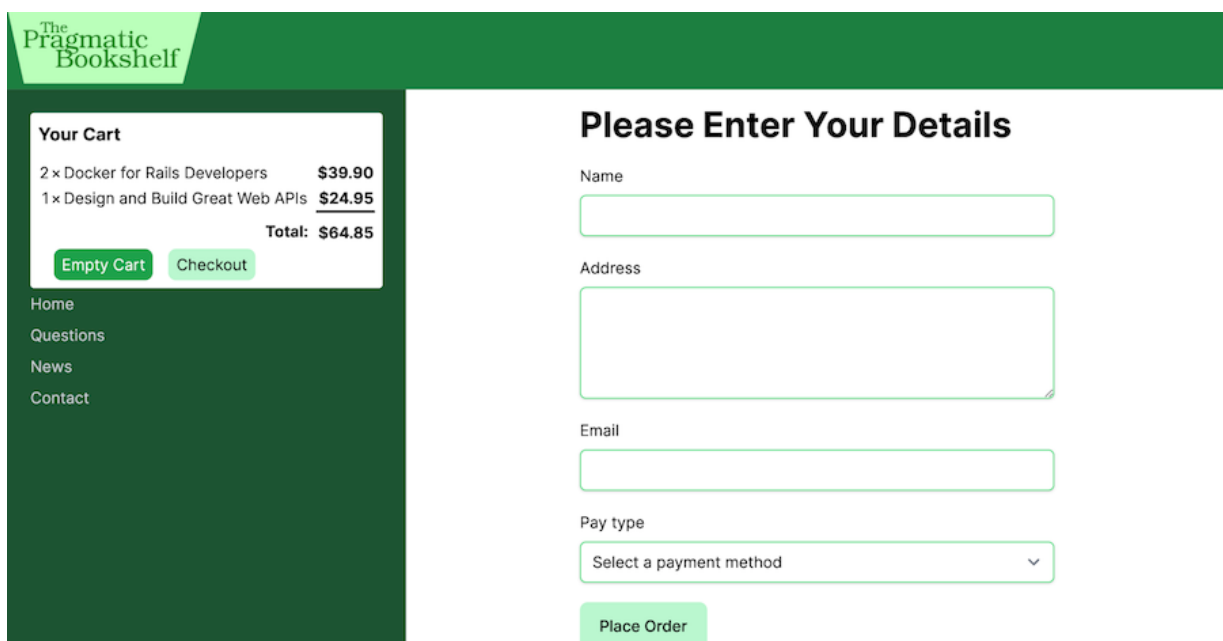 The
Pragmatic
Bookshelf
Your Cart
2 × Docker for Rails Developers $39.90
1 × Design and Build Great Web APIs $24.95
Total: $64.85
Empty Cart Checkout
Home
Questions
News
Contact
Please Enter Your Details
Name
Address
Email
Pay type
Select a payment method
Place Order